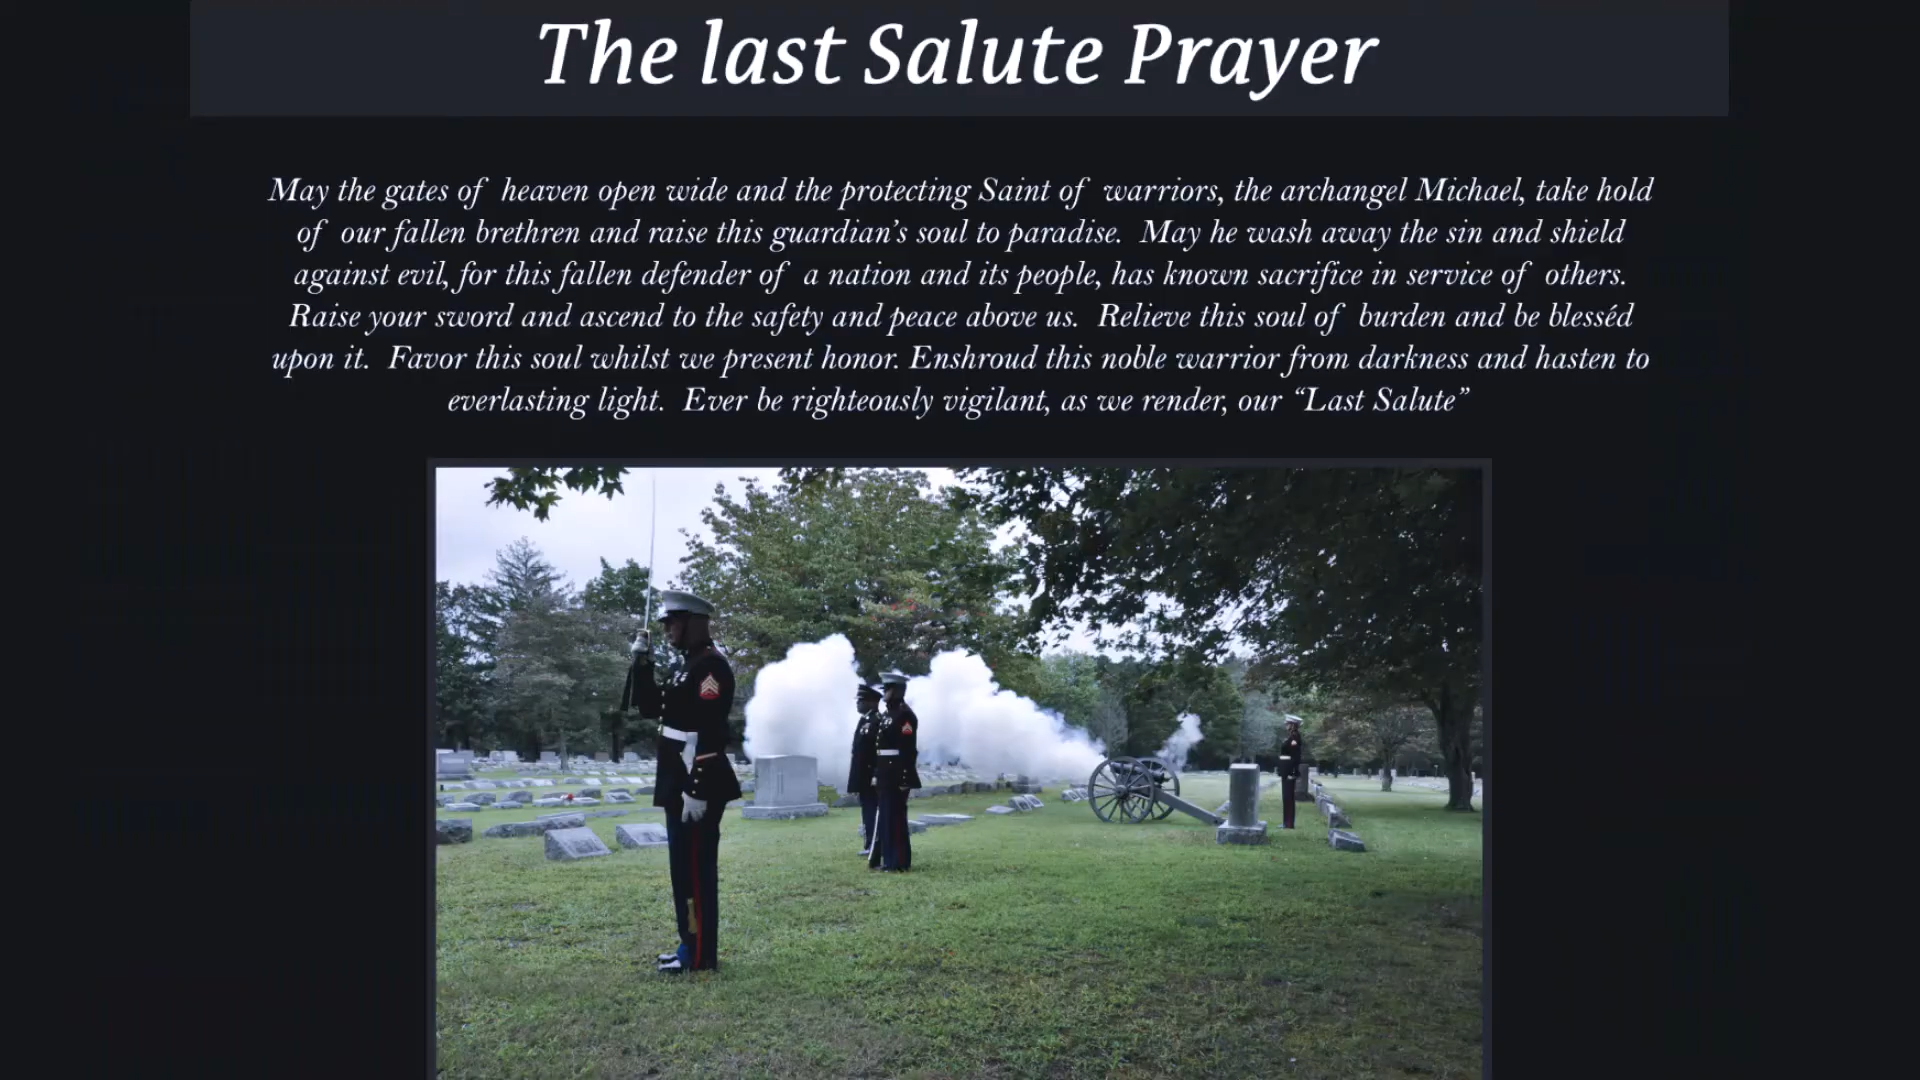 The last Salute Prayer
May the gates of heaven open wide and the protecting Saint of warriors, the archangel Michael, take hold
of our fallen brethren and raise this guardian’s soul to paradise. May he wash away the sin and shield
against evil, for this fallen defender of a nation and its people, has known sacrifice in service of others.
Raise your sword and ascend to the safety and peace above us. Relieve this soul of burden and be blesséd
upon it. Favor this soul whilst we present honor. Enshroud this noble warrior from darkness and hasten to
everlasting light. Ever be righteously vigilant, as we render, our “Last Salute”